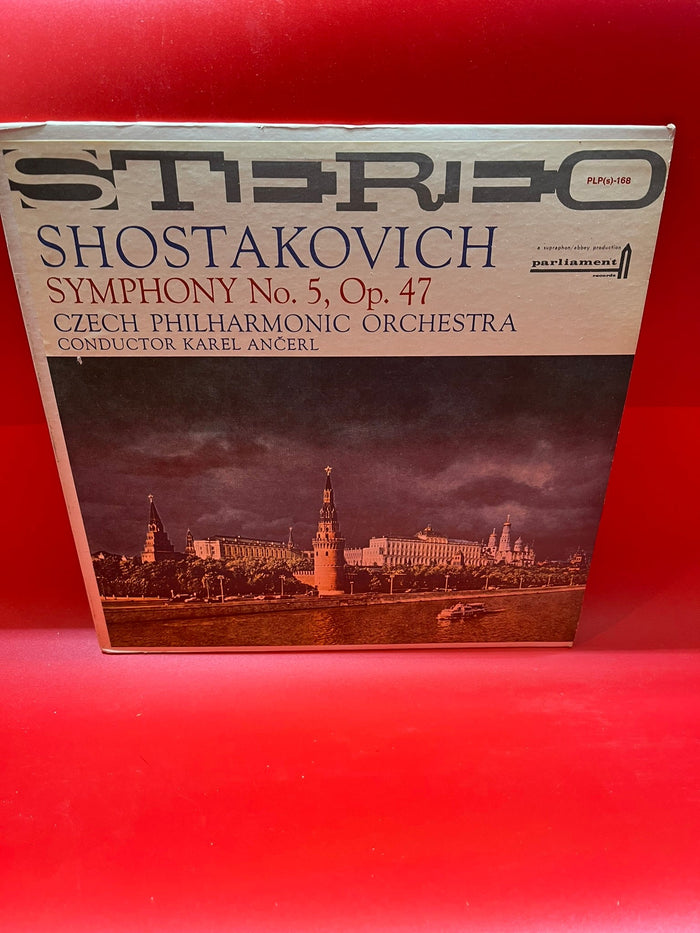 STEREO
PLP(s)-168
SHOSTAKOVICH
a supraphon/abbey production
parliament
records
SYMPHONY No. 5, Op. 47
CZECH PHILHARMONIC ORCHESTRA
CONDUCTOR KAREL ANČERL